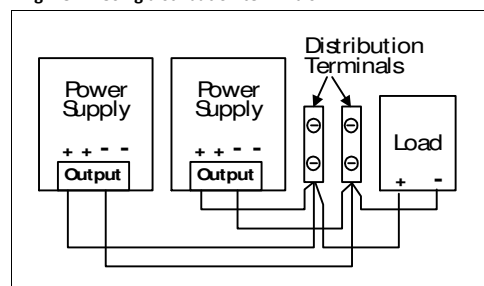 Distribution
Terminals
Power
Supply
+ + - -
Output
Power
Supply
+ + - -
Output
Load
+ -